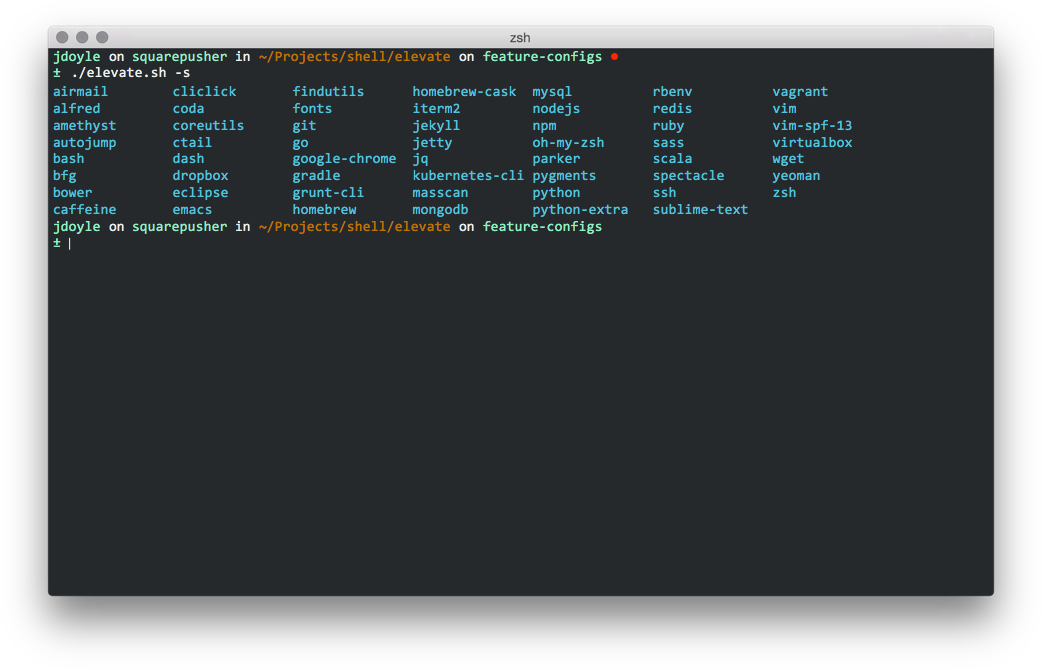 zsh
jdoyle on squarepusher in ~/Projects/shell/elevate on feature-configs ●
± ./elevate.sh -s
airmail cliclick findutils homebrew-cask mysql rbenv vagrant
alfred coda fonts iterm2 nodejs redis vim
amethyst coreutils git jekyll npm ruby vim-spf-13
autojump ctail go jetty oh-my-zsh sass virtualbox
bash dash google-chrome jq parker scala wget
bfg dropbox gradle kubernetes-cli pygments spectacle yeoman
bower eclipse grunt-cli masscan python ssh zsh
caffeine emacs homebrew mongodb python-extra sublime-text
jdoyle on squarepusher in ~/Projects/shell/elevate on feature-configs
±